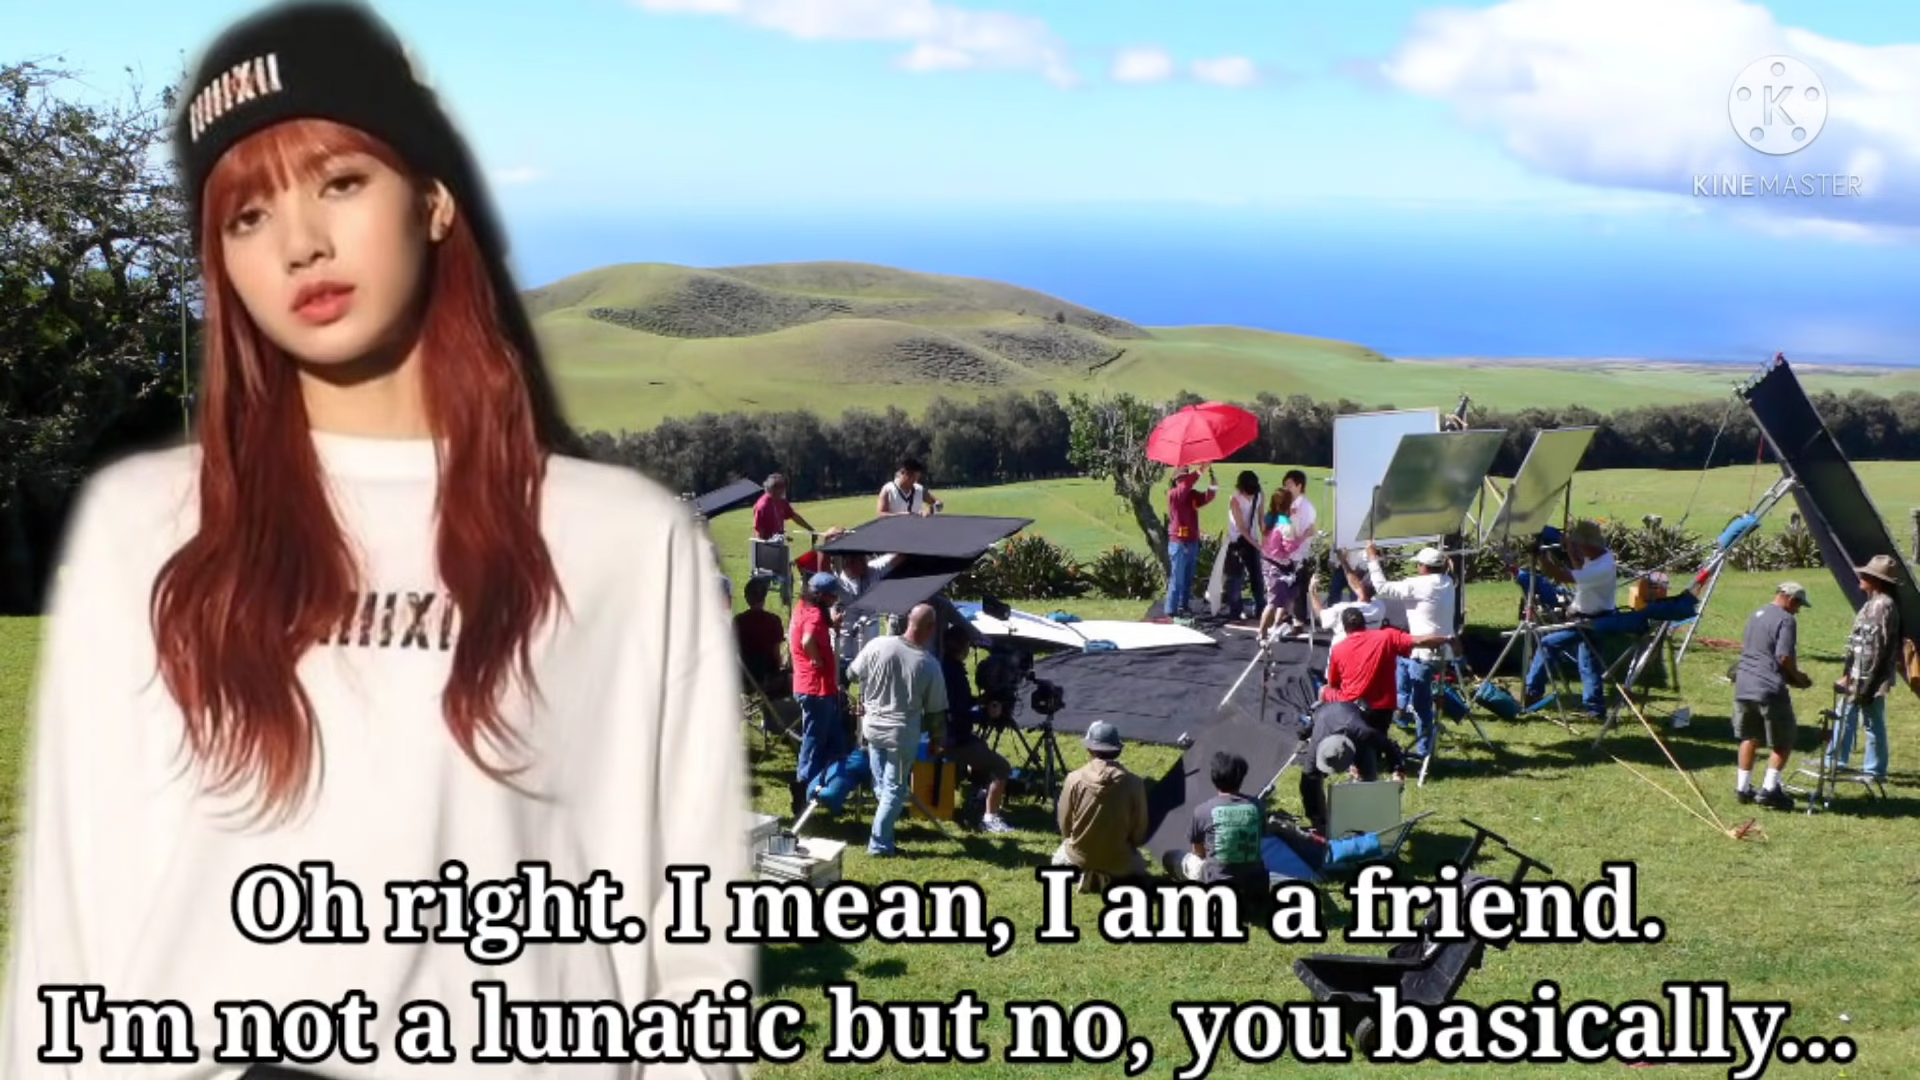 KINEMASTER
Oh right. I mean, I am a friend.
I'm not a lunatic but no, you basically...